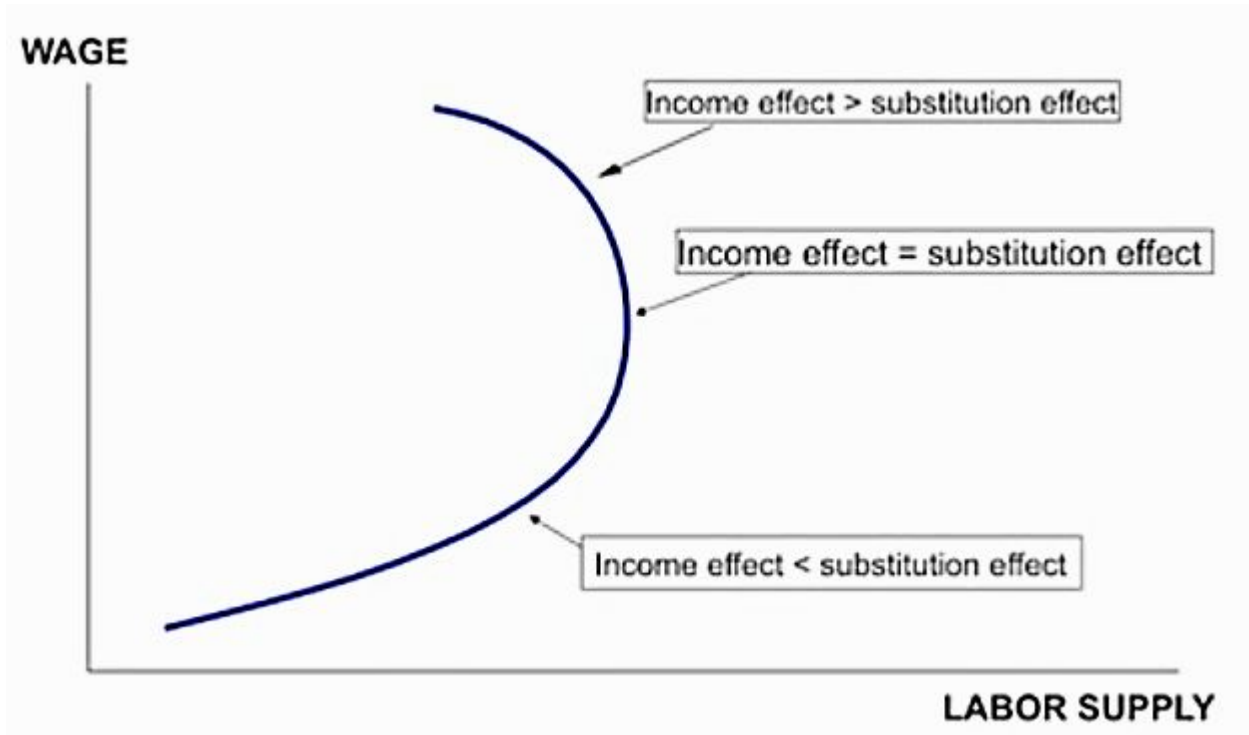 WAGE
Income effect > substitution effect
Income effect = substitution effect
Income effect < substitution effect
LABOR SUPPLY